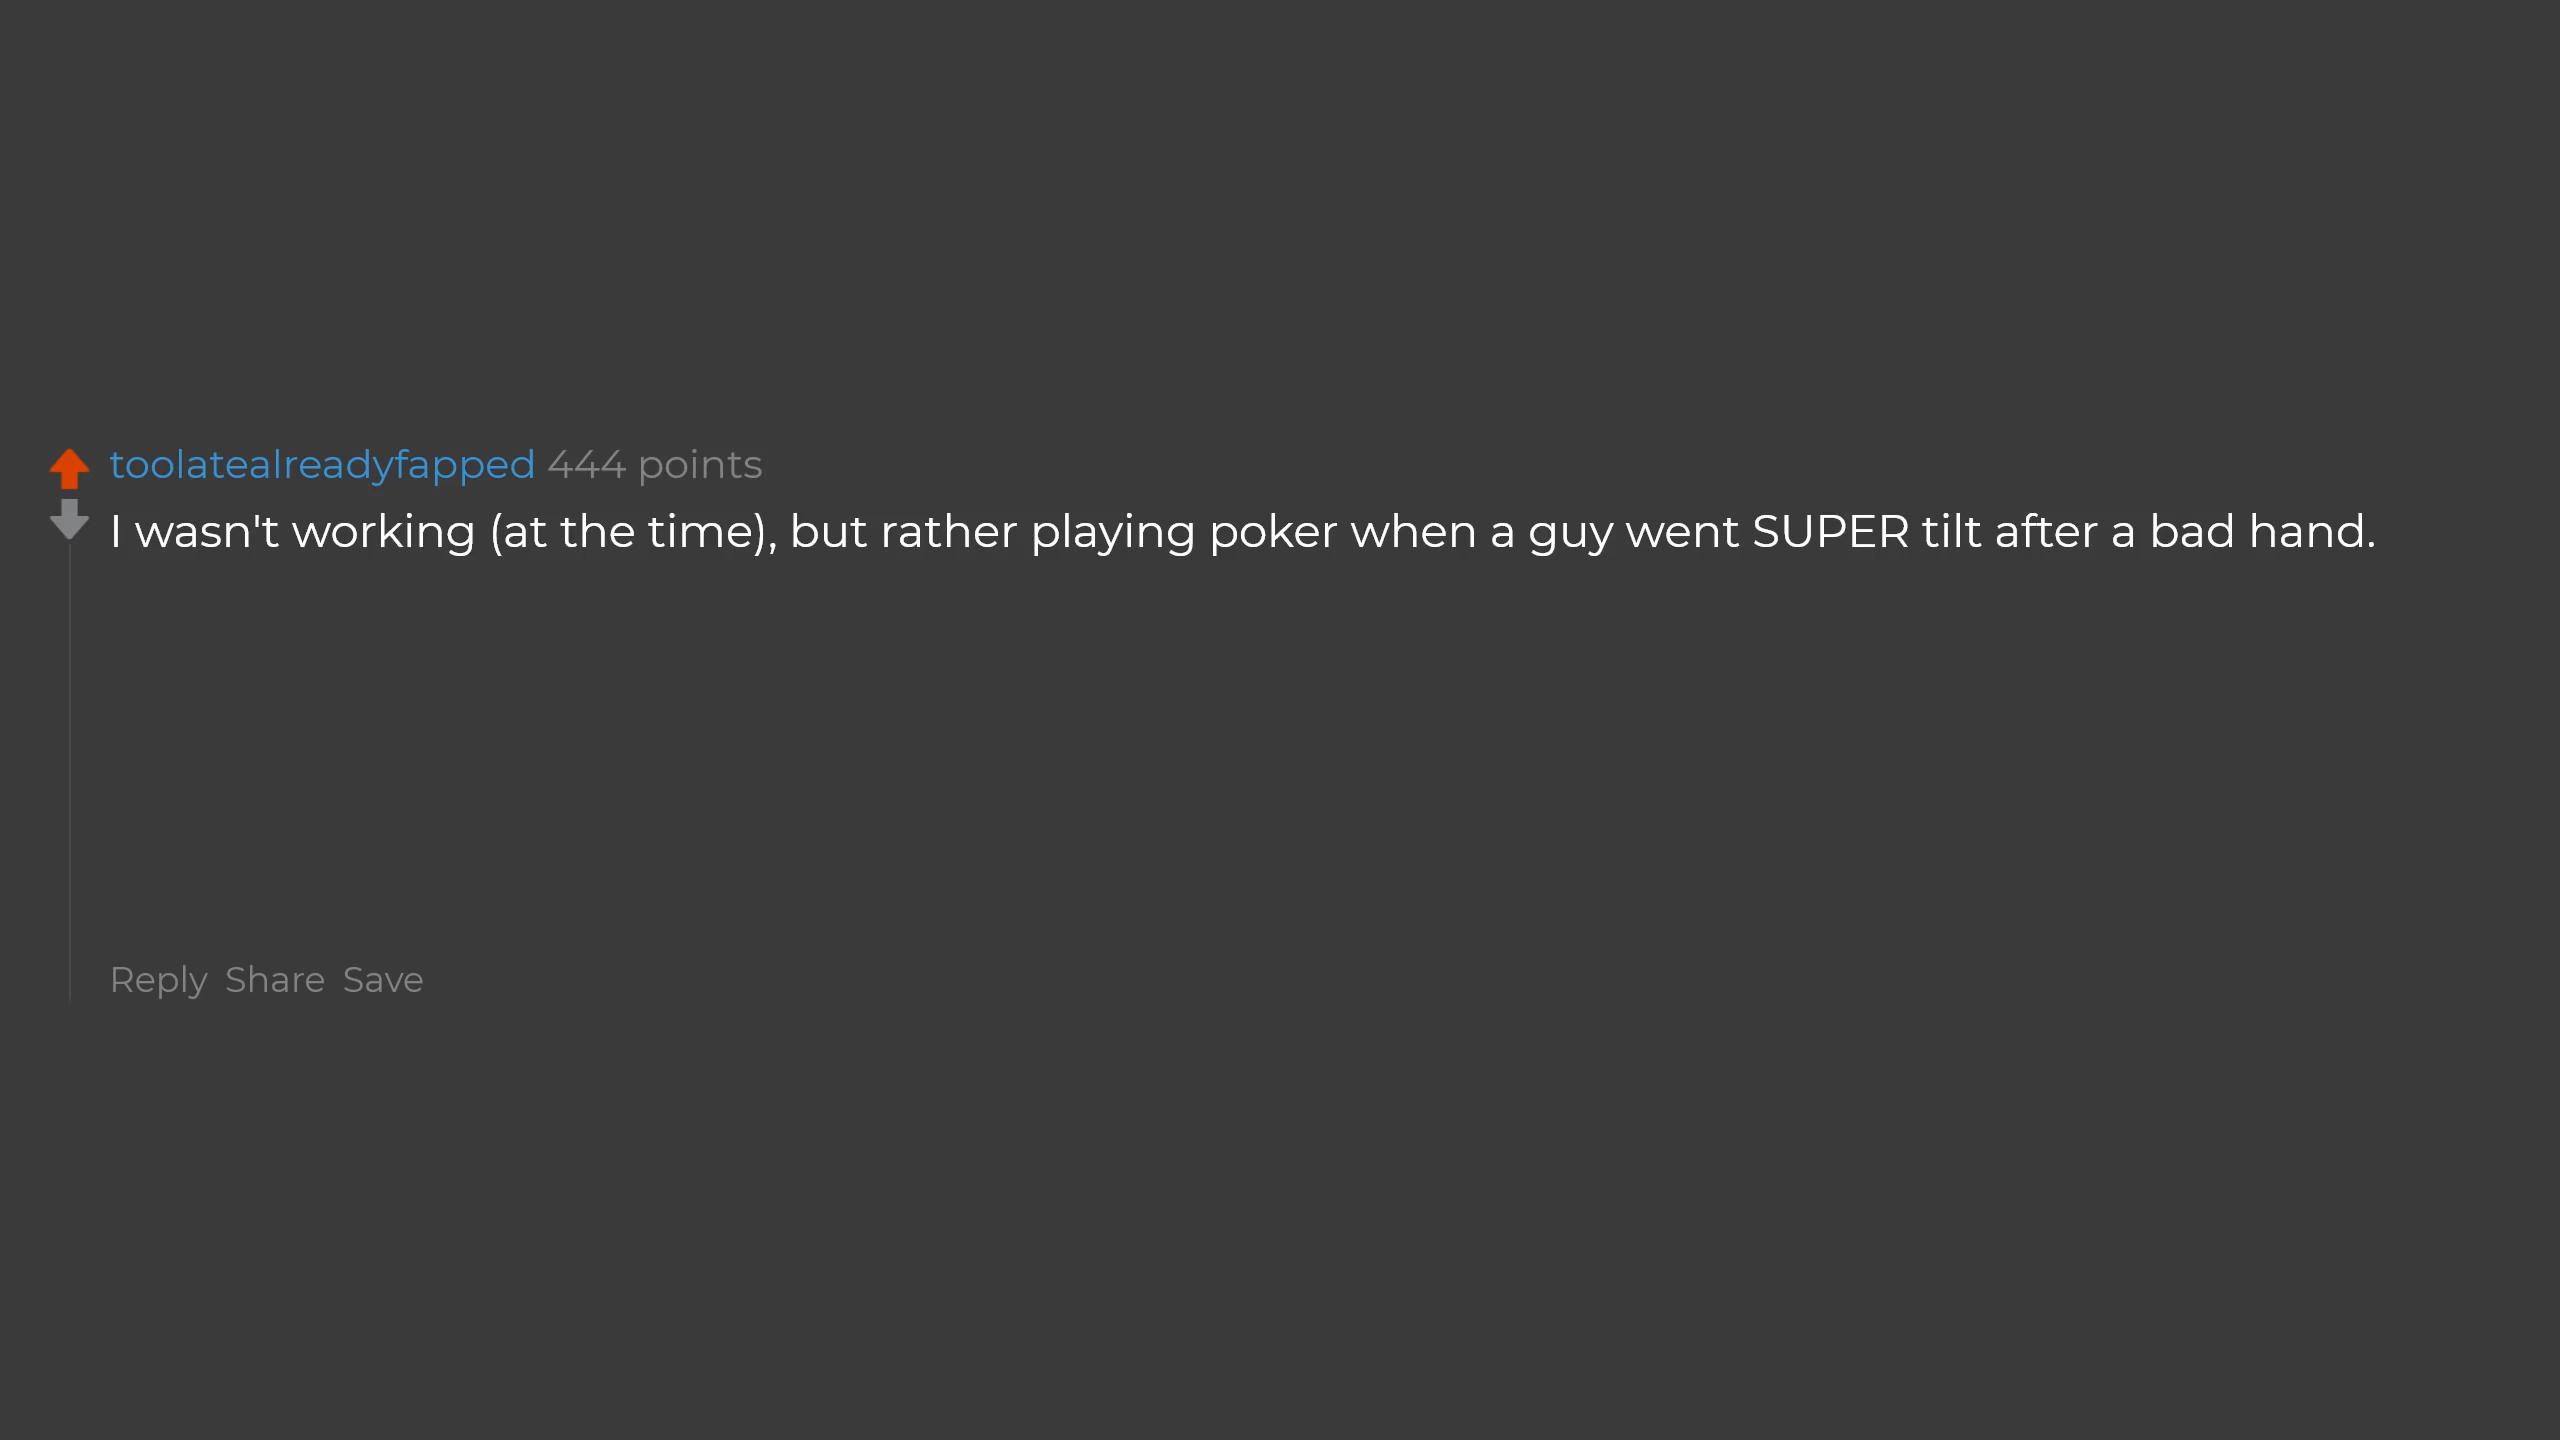 toolatealreadyfapped 444 points
I wasn't working (at the time), but rather playing poker when a guy went SUPER tilt after a bad hand.
Reply Share Save